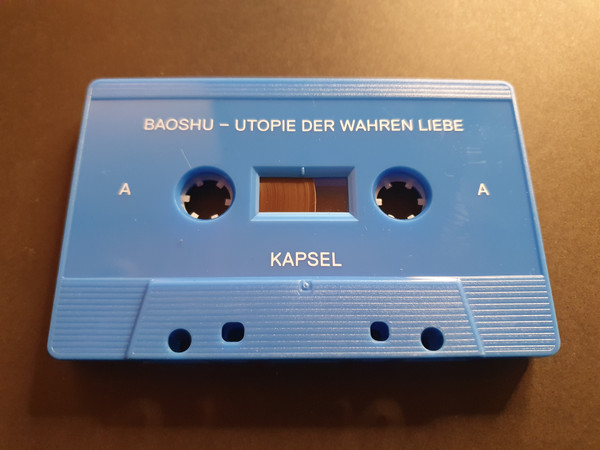 BAOSHU – UTOPIE DER WAHREN LIEBE
A A
KAPSEL